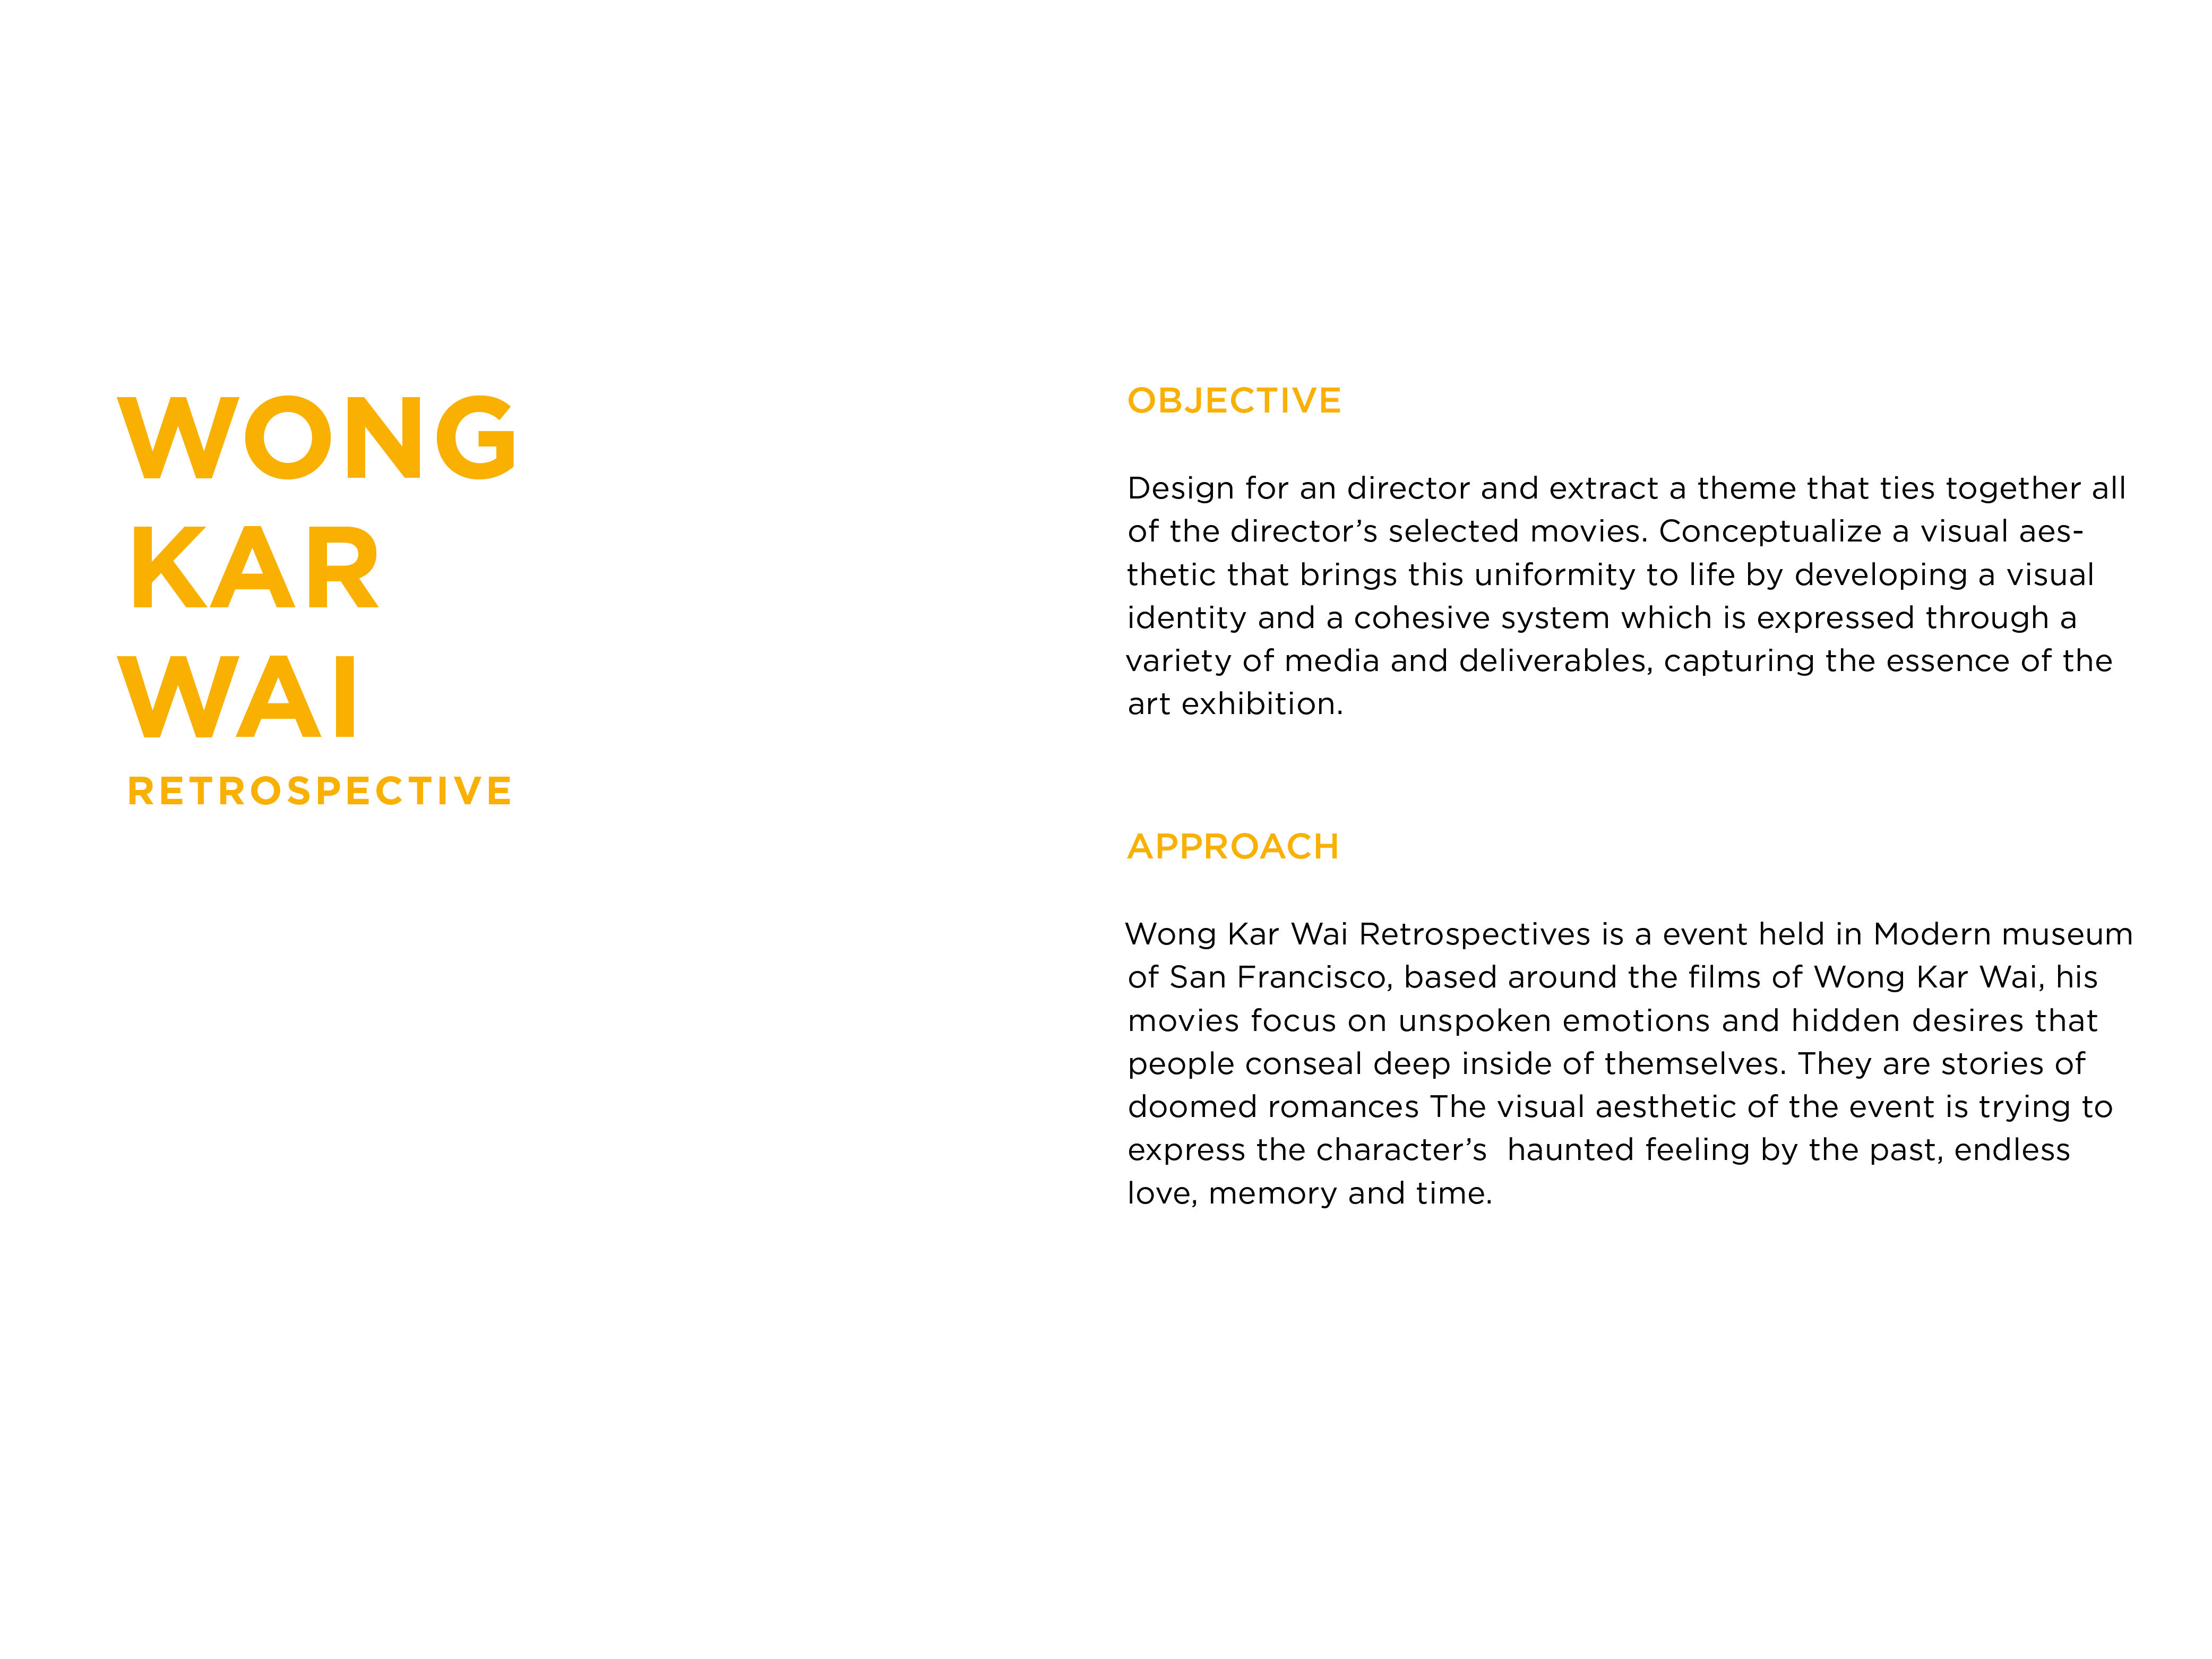 WONG
KAR
WAI
RETROSPECTIVE
OBJECTIVE
Design for an director and extract a theme that ties together all
of the director’s selected movies. Conceptualize a visual aes-
thetic that brings this uniformity to life by developing a visual
identity and a cohesive system which is expressed through a
variety of media and deliverables, capturing the essence of the
art exhibition.
APPROACH
Wong Kar Wai Retrospectives is a event held in Modern museum
of San Francisco, based around the films of Wong Kar Wai, his
movies focus on unspoken emotions and hidden desires that
people conseal deep inside of themselves. They are stories of
doomed romances The visual aesthetic of the event is trying to
express the character’s  haunted feeling by the past, endless
love, memory and time.